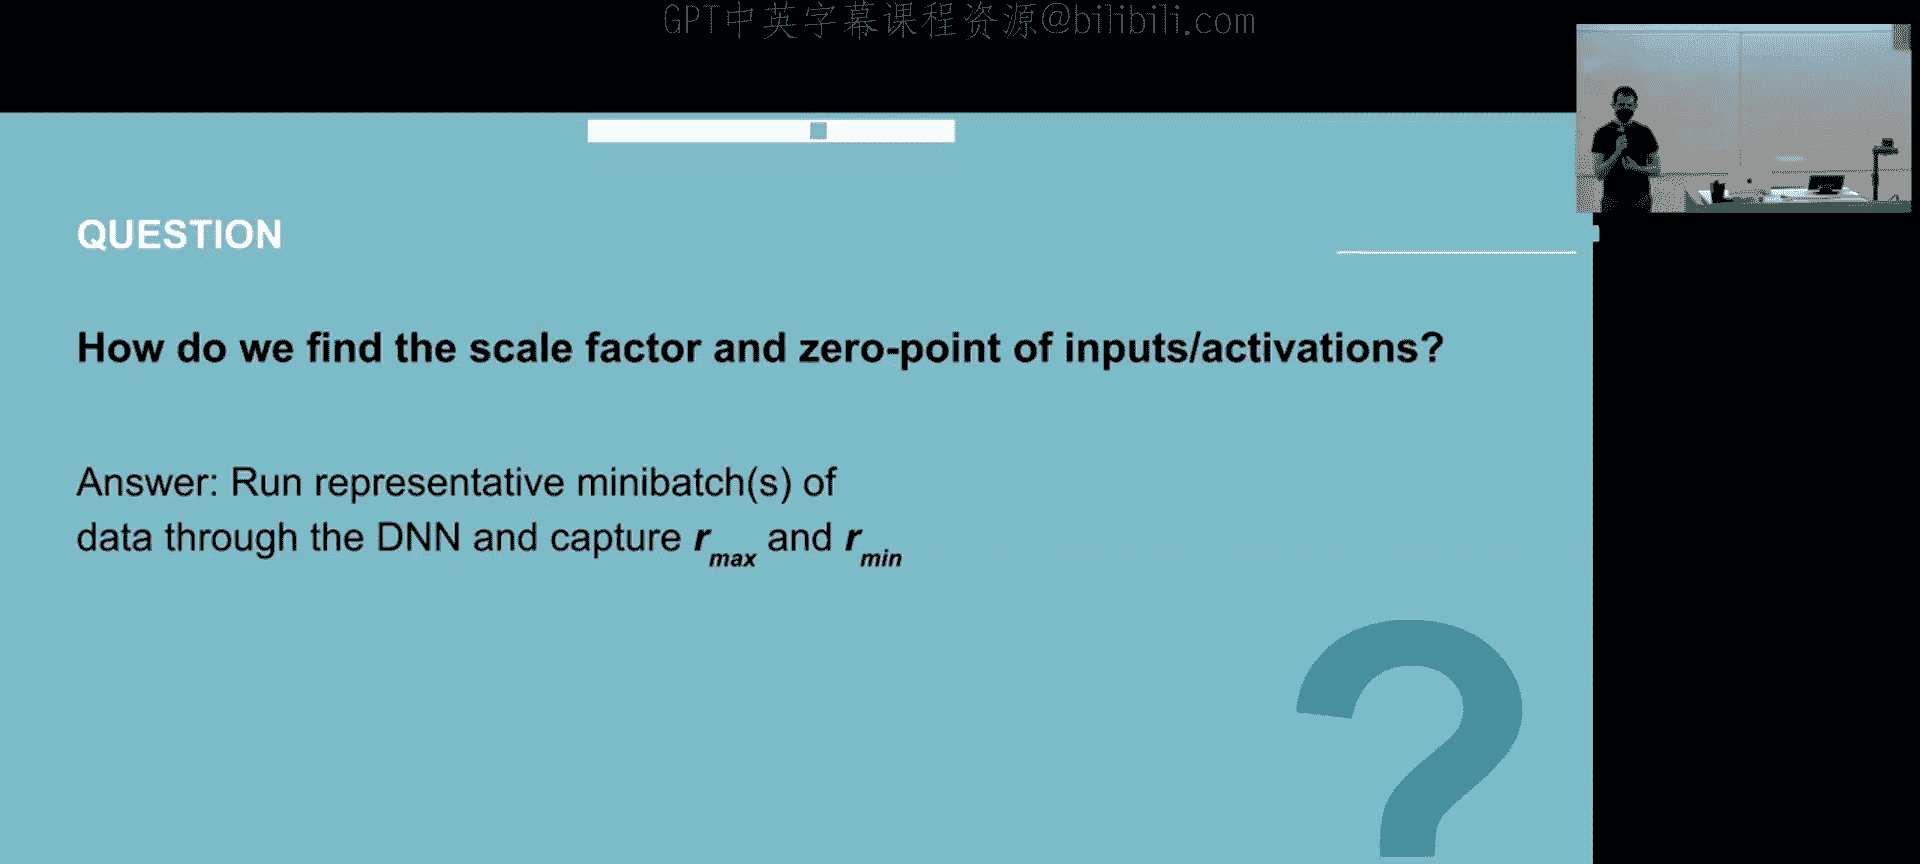 GPT中英字幕课程资源@bilibili.com
QUESTION
How do we find the scale factor and zero-point of inputs/activations?
Answer: Run representative minibatch(s) of
data through the DNN and capture r_max and r_min
?